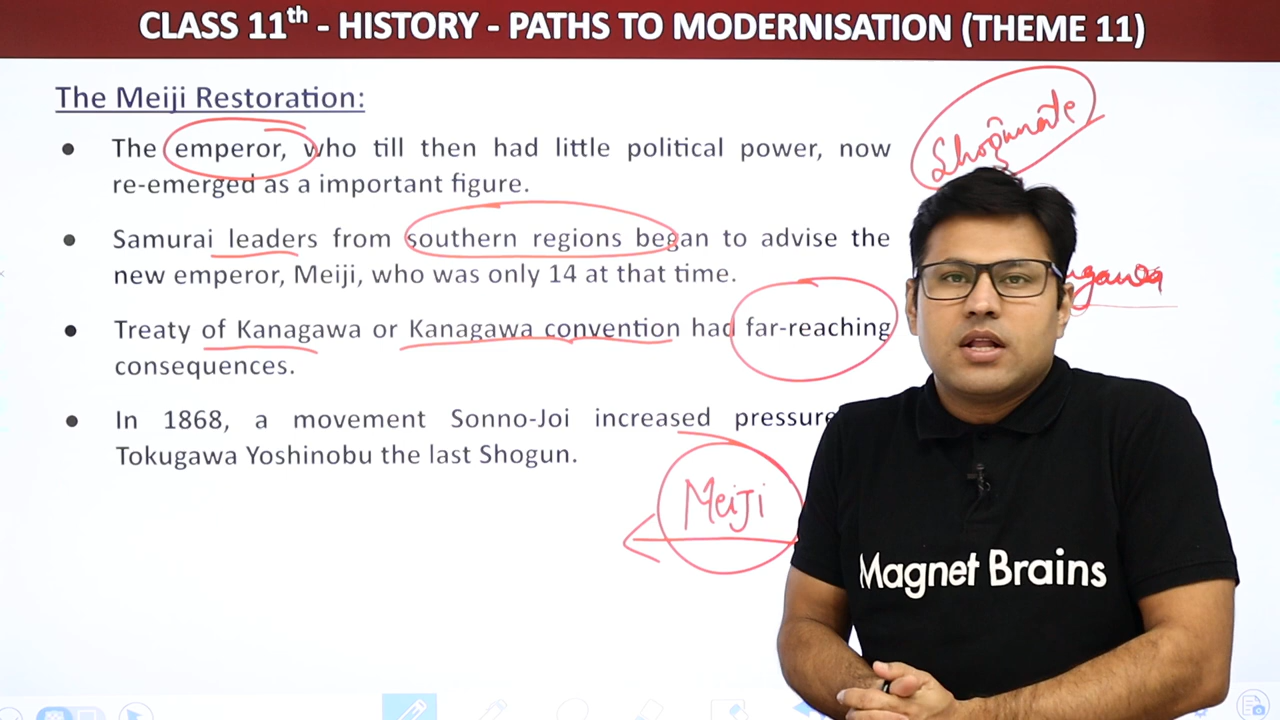 CLASS 11th - HISTORY - PATHS TO MODERNISATION (THEME 11)
The Meiji Restoration:
● The emperor, who till then had little political power, now
re-emerged as a important figure.
● Samurai leaders from southern regions began to advise the
new emperor, Meiji, who was only 14 at that time.
● Treaty of Kanagawa or Kanagawa convention had far-reaching
consequences.
● In 1868, a movement Sonno-Joi increased pressure
Tokugawa Yoshinobu the last Shogun.
Shogunate
MeiJi
Magnet Brains